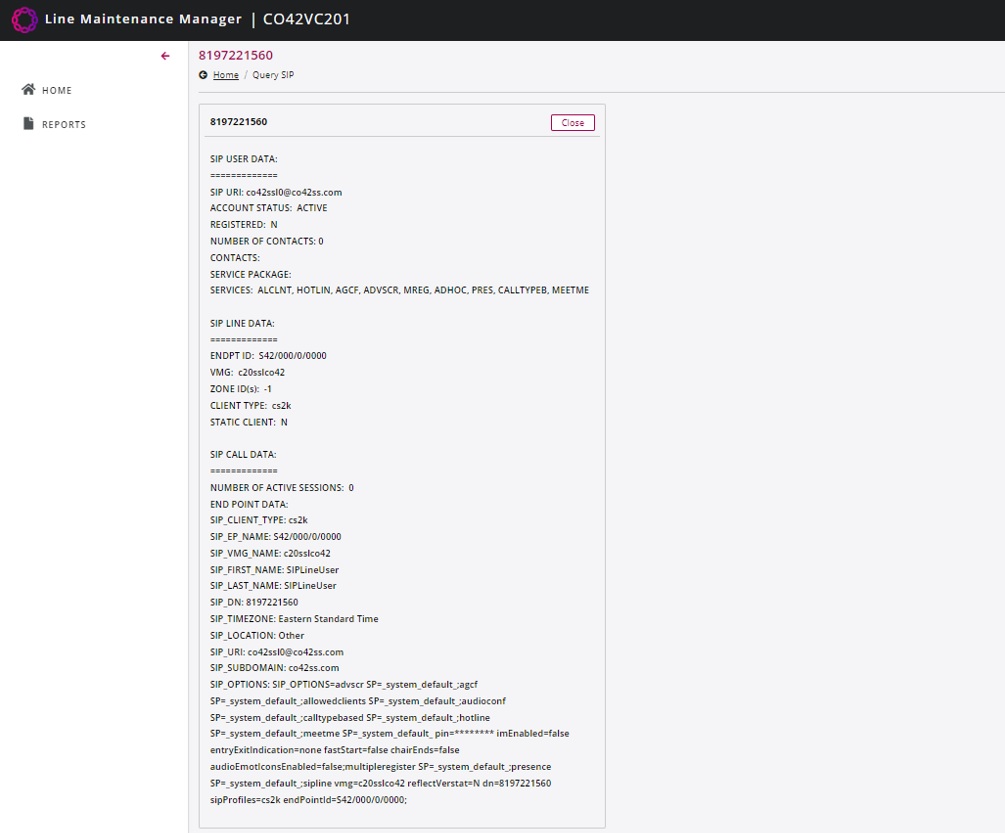 Line Maintenance Manager | CO42VC201
8197221560
Home / Query SIP
HOME
REPORTS
8197221560
Close
SIP USER DATA:
=============
SIP URI: co42ssl0@co42ss.com
ACCOUNT STATUS: ACTIVE
REGISTERED: N
NUMBER OF CONTACTS: 0
CONTACTS:
SERVICE PACKAGE:
SERVICES: ALCLNT, HOTLIN, AGCF, ADVSCR, MREG, ADHOC, PRES, CALLTYPEB, MEETME
SIP LINE DATA:
=============
ENDPT ID: S42/000/0/0000
VMG: c20sslco42
ZONE ID(s): -1
CLIENT TYPE: cs2k
STATIC CLIENT: N
SIP CALL DATA:
=============
NUMBER OF ACTIVE SESSIONS: 0
END POINT DATA:
SIP_CLIENT_TYPE: cs2k
SIP_EP_NAME: S42/000/0/0000
SIP_VMG_NAME: c20sslco42
SIP_FIRST_NAME: SIPLineUser
SIP_LAST_NAME: SIPLineUser
SIP_DN: 8197221560
SIP_TIMEZONE: Eastern Standard Time
SIP_LOCATION: Other
SIP_URI: co42ssl0@co42ss.com
SIP_SUBDOMAIN: co42ss.com
SIP_OPTIONS: SIP_OPTIONS=advscr SP=_system_default_;agcf
SP=_system_default_;allowedclients SP=_system_default_;audioconf
SP=_system_default_;calltypebased SP=_system_default_;hotline
SP=_system_default_;meetme SP=_system_default_ pin=******** imEnabled=false
entryExitIndication=none fastStart=false chairEnds=false
audioEmotIconsEnabled=false;multipleregister SP=_system_default_;presence
SP=_system_default_;sipline vmg=c20sslco42 reflectVerstat=N dn=8197221560
sipProfiles=cs2k endPointId=S42/000/0/0000;